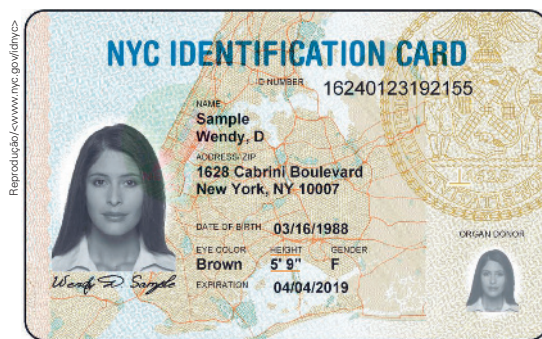 Reprodução/<www.nyc.gov/idnyc>
NYC IDENTIFICATION CARD
ID NUMBER 16240123192155
NAME
Sample
Wendy, D
ADDRESS/ZIP
1628 Cabrini Boulevard
New York, NY 10007
DATE OF BIRTH 03/16/1988
ORGAN DONOR
EYE COLOR HEIGHT GENDER
Brown 5' 9" F
Wendy D. Sample
EXPIRATION 04/04/2019